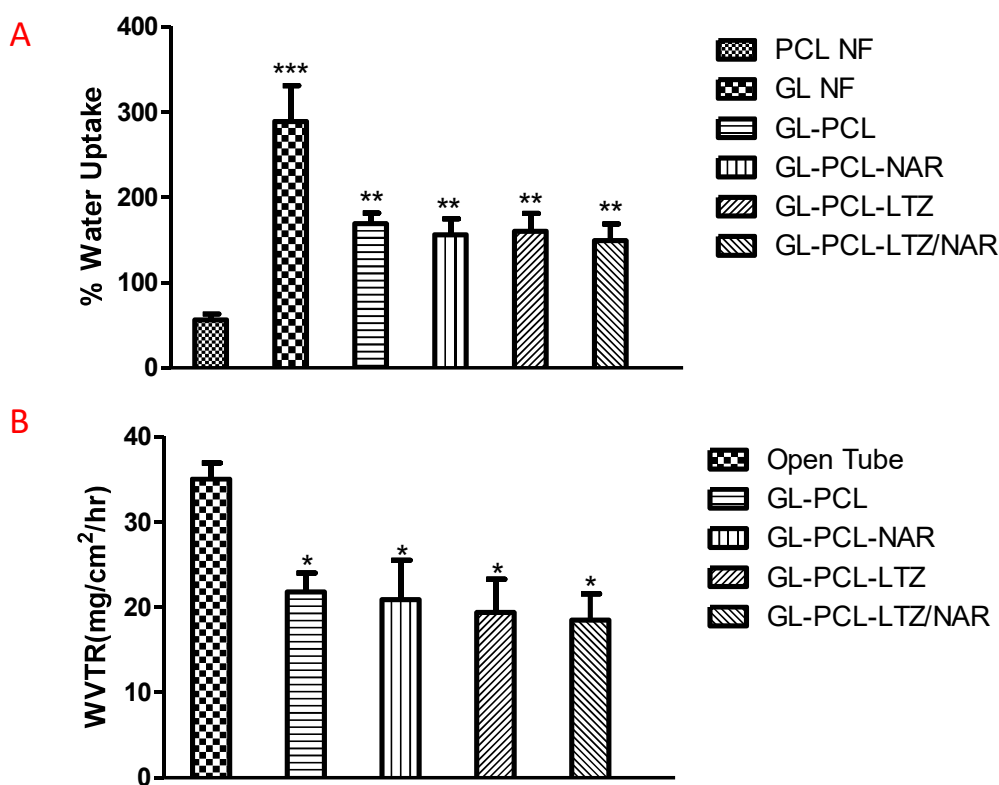 A
400
300
200
100
0
% Water Uptake
***
**
**
**
**
PCL NF
GL NF
GL-PCL
GL-PCL-NAR
GL-PCL-LTZ
GL-PCL-LTZ/NAR
B
40
30
20
10
0
WVTR(mg/cm²/hr)
*
*
*
*
Open Tube
GL-PCL
GL-PCL-NAR
GL-PCL-LTZ
GL-PCL-LTZ/NAR